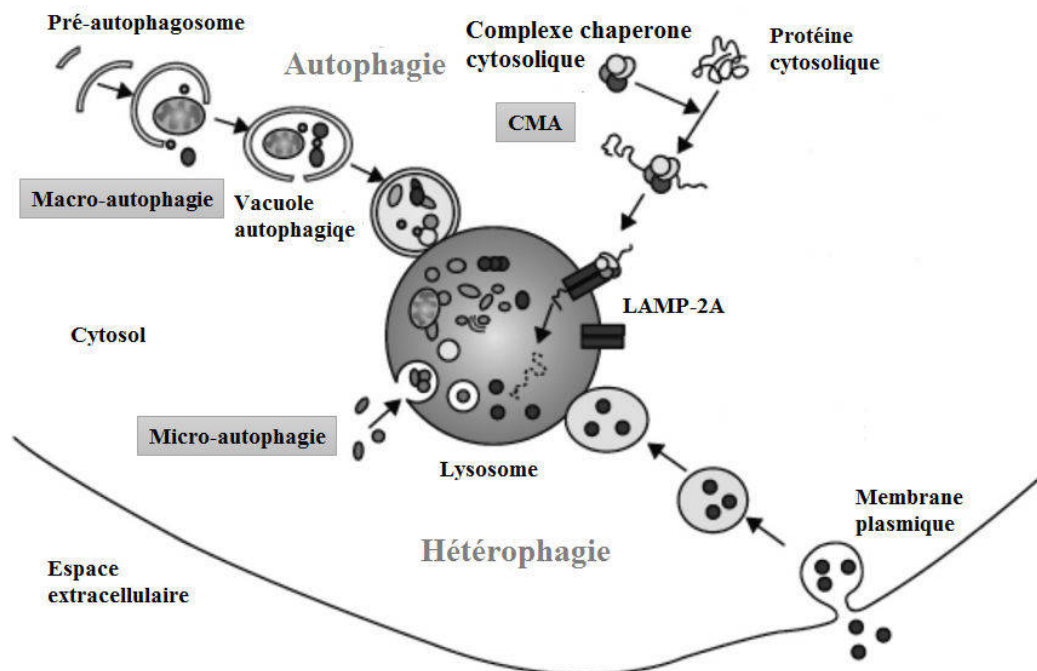 Pré-autophagosome
Autophagie
Complexe chaperone
cytosolique
Protéine
cytosolique
CMA
Macro-autophagie
Vacuole
autophagiqe
LAMP-2A
Cytosol
Micro-autophagie
Lysosome
Membrane
plasmique
Hétérophagie
Espace
extracellulaire